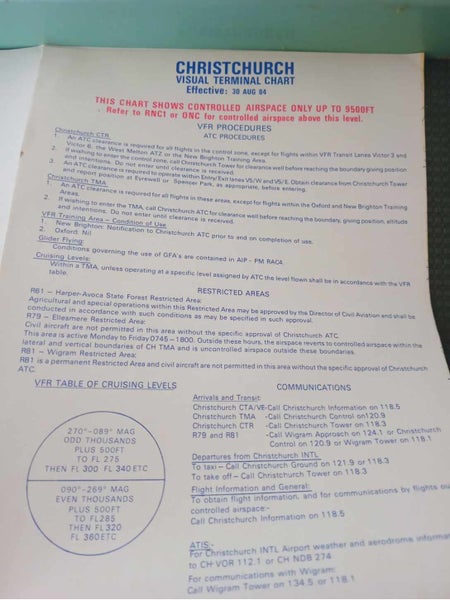 CHRISTCHURCH
VISUAL TERMINAL CHART
Effective: 30 AUG 84
THIS CHART SHOWS CONTROLLED AIRSPACE ONLY UP TO 9500FT
Refer to RNC1 or ONC for controlled airspace above this level.
VFR PROCEDURES
ATC PROCEDURES
Christchurch CTR
1. An ATC clearance is required for all flights in the control zone, except for flights within VFR Transit Lanes Victor 3 and
Victor 6, the West Melton ATZ or the New Brighton Training Area.
2. If wishing to enter the control zone, call Christchurch Tower for clearance well before reaching the boundary giving position
and intentions. Do not enter until clearance is received.
3. All flights are required to operate within Entry/Exit lanes V5/W and V5/E. Obtain clearance from Christchurch Tower
and report position at Eyrewell or Spencer Park, as appropriate, before entering.
Christchurch TMA
1. An ATC clearance is required for all flights in these areas, except for flights within the Oxford and New Brighton Training
Areas.
2. If wishing to enter the TMA, call Christchurch ATC for clearance well before reaching the boundary, giving position, altitude
and intentions. Do not enter until clearance is received.
VFR Training Area – Condition of Use
1. New Brighton: Notification to Christchurch ATC prior to and on completion of use.
2. Oxford: Nil
Glider Flying:
Conditions governing the use of GFA's are contained in AIP - PM RAC4.
Cruising Levels:
Within a TMA, unless operating at a specific level assigned by ATC the level flown shall be in accordance with the VFR
table.
RESTRICTED AREAS
R61 – Harper-Avoca State Forest Restricted Area:
Agricultural and special operations within this Restricted Area may be approved by the Director of Civil Aviation and shall be
conducted in accordance with such conditions as may be specified in such approval.
R79 – Ellesmere Restricted Area:
Civil aircraft are not permitted in this area without the specific approval of Christchurch ATC.
This area is active Monday to Friday 0745 – 1800. Outside these hours, the airspace reverts to controlled airspace within the
lateral and vertical boundaries of CH TMA and is uncontrolled airspace outside these boundaries.
R81 – Wigram Restricted Area:
R81 is a permanent Restricted Area and civil aircraft are not permitted in this area without the specific approval of Christchurch
ATC.
VFR TABLE OF CRUISING LEVELS
270°-089° MAG
ODD THOUSANDS
PLUS 500FT
TO FL 275
THEN FL 300 FL 340 ETC
090°-269° MAG
EVEN THOUSANDS
PLUS 500FT
TO FL285
THEN FL320
FL 360ETC
COMMUNICATIONS
Arrivals and Transit:
Christchurch CTA/VE-Call Christchurch Information on 118.5
Christchurch TMA -Call Christchurch Control on120.9
Christchurch CTR -Call Christchurch Tower on 118.3
R79 and R81 -Call Wigram Approach on 124.1 or Christchurch
Control on 120.9 or Wigram Tower on 118.1
Departures from Christchurch INTL
To taxi – Call Christchurch Ground on 121.9 or 118.3
To take off – Call Christchurch Tower on 118.3
Flight Information and General:
To obtain flight information, and for communications by flights ou
controlled airspace:-
Call Christchurch Information on 118.5
ATIS:-
For Christchurch INTL Airport weather and aerodrome informat
to CH VOR 112.1 or CH NDB 274.
For communications with Wigram:
Call Wigram Tower on 134.5 or 118.1